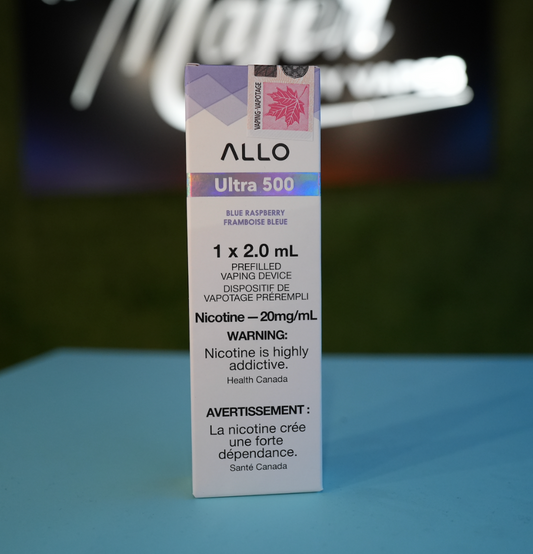 VAPING·VAPOTAGE
ALLO
Ultra 500
BLUE RASPBERRY
FRAMBOISE BLEUE
1 x 2.0 mL
PREFILLED
VAPING DEVICE
DISPOSITIF DE
VAPOTAGE PRÉREMPLI
Nicotine — 20mg/mL
WARNING:
Nicotine is highly
addictive.
Health Canada
AVERTISSEMENT :
La nicotine crée
une forte
dépendance.
Santé Canada